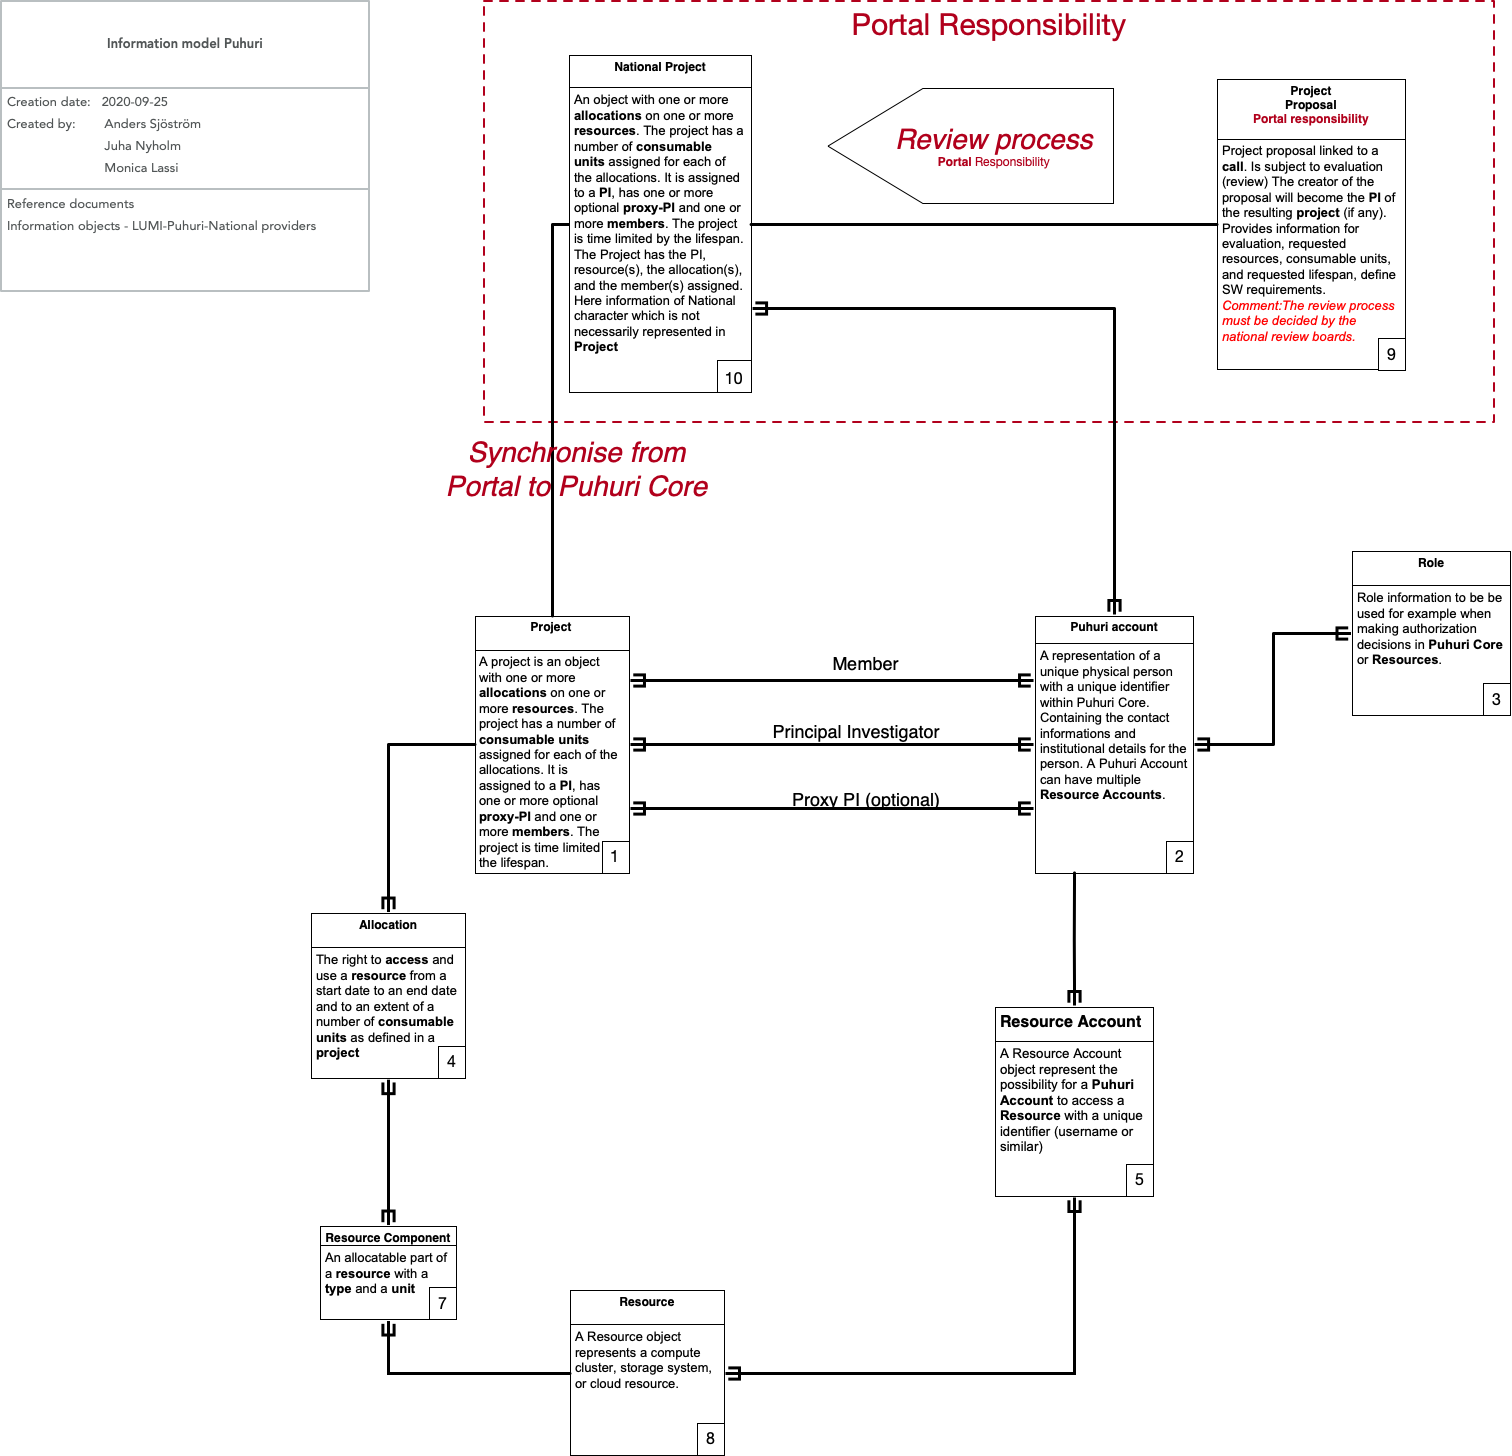 Information model Puhuri
Creation date: 2020-09-25
Created by: Anders Sjöström
Juha Nyholm
Monica Lassi
Reference documents
Information objects - LUMI-Puhuri-National providers
Portal Responsibility
National Project
An object with one or more
allocations on one or more
resources. The project has a
number of consumable
units assigned for each of
the allocations. It is assigned
to a PI, has one or more
optional proxy-PI and one or
more members. The project
is time limited by the lifespan.
The Project has the PI,
resource(s), the allocation(s),
and the member(s) assigned.
Here information of National
character which is not
necessarily represented in
Project
10
Review process
Portal Responsibility
Project
Proposal
Portal responsibility
Project proposal linked to a
call. Is subject to evaluation
(review) The creator of the
proposal will become the PI of
the resulting project (if any).
Provides information for
evaluation, requested
resources, consumable units,
and requested lifespan, define
SW requirements.
Comment:The review process
must be decided by the
national review boards.
9
Synchronise from
Portal to Puhuri Core
Project
A project is an object
with one or more
allocations on one or
more resources. The
project has a number of
consumable units
assigned for each of the
allocations. It is
assigned to a PI, has
one or more optional
proxy-PI and one or
more members. The
project is time limited
the lifespan.
1
Member
Principal Investigator
Proxy PI (optional)
Puhuri account
A representation of a
unique physical person
with a unique identifier
within Puhuri Core.
Containing the contact
informations and
institutional details for the
person. A Puhuri Account
can have multiple
Resource Accounts.
2
Role
Role information to be be
used for example when
making authorization
decisions in Puhuri Core
or Resources.
3
Allocation
The right to access and
use a resource from a
start date to an end date
and to an extent of a
number of consumable
units as defined in a
project
4
Resource Account
A Resource Account
object represent the
possibility for a Puhuri
Account to access a
Resource with a unique
identifier (username or
similar)
5
Resource Component
An allocatable part of
a resource with a
type and a unit
7
Resource
A Resource object
represents a compute
cluster, storage system,
or cloud resource.
8